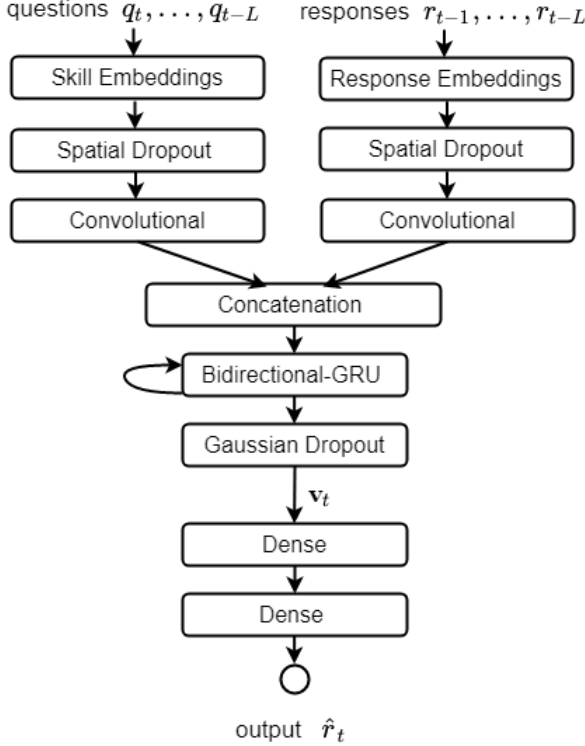 questions q_t, ..., q_{t-L}
responses r_{t-1}, ..., r_{t-L}
Skill Embeddings
Response Embeddings
Spatial Dropout
Spatial Dropout
Convolutional
Convolutional
Concatenation
Bidirectional-GRU
Gaussian Dropout
v_t
Dense
Dense
output r̂_t